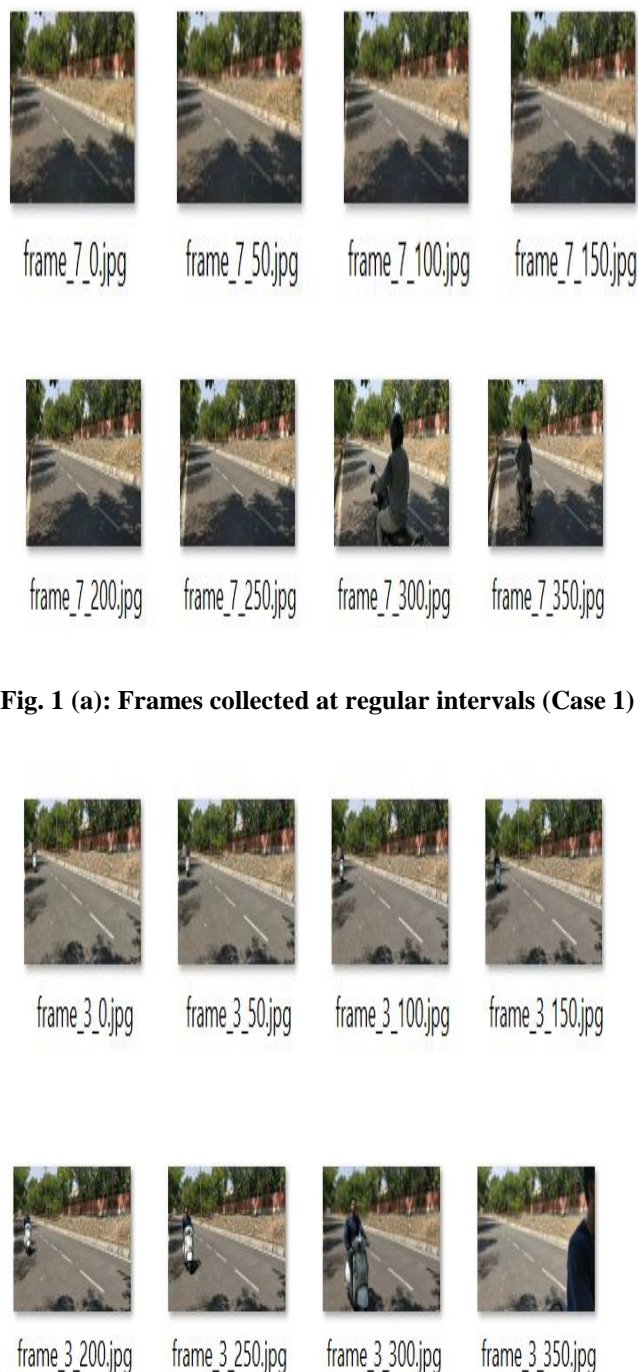 frame_7_0.jpg frame_7_50.jpg frame_7_100.jpg frame_7_150.jpg
frame_7_200.jpg frame_7_250.jpg frame_7_300.jpg frame_7_350.jpg
Fig. 1 (a): Frames collected at regular intervals (Case 1)
frame_3_0.jpg frame_3_50.jpg frame_3_100.jpg frame_3_150.jpg
frame_3_200.jpg frame_3_250.jpg frame_3_300.jpg frame_3_350.jpg